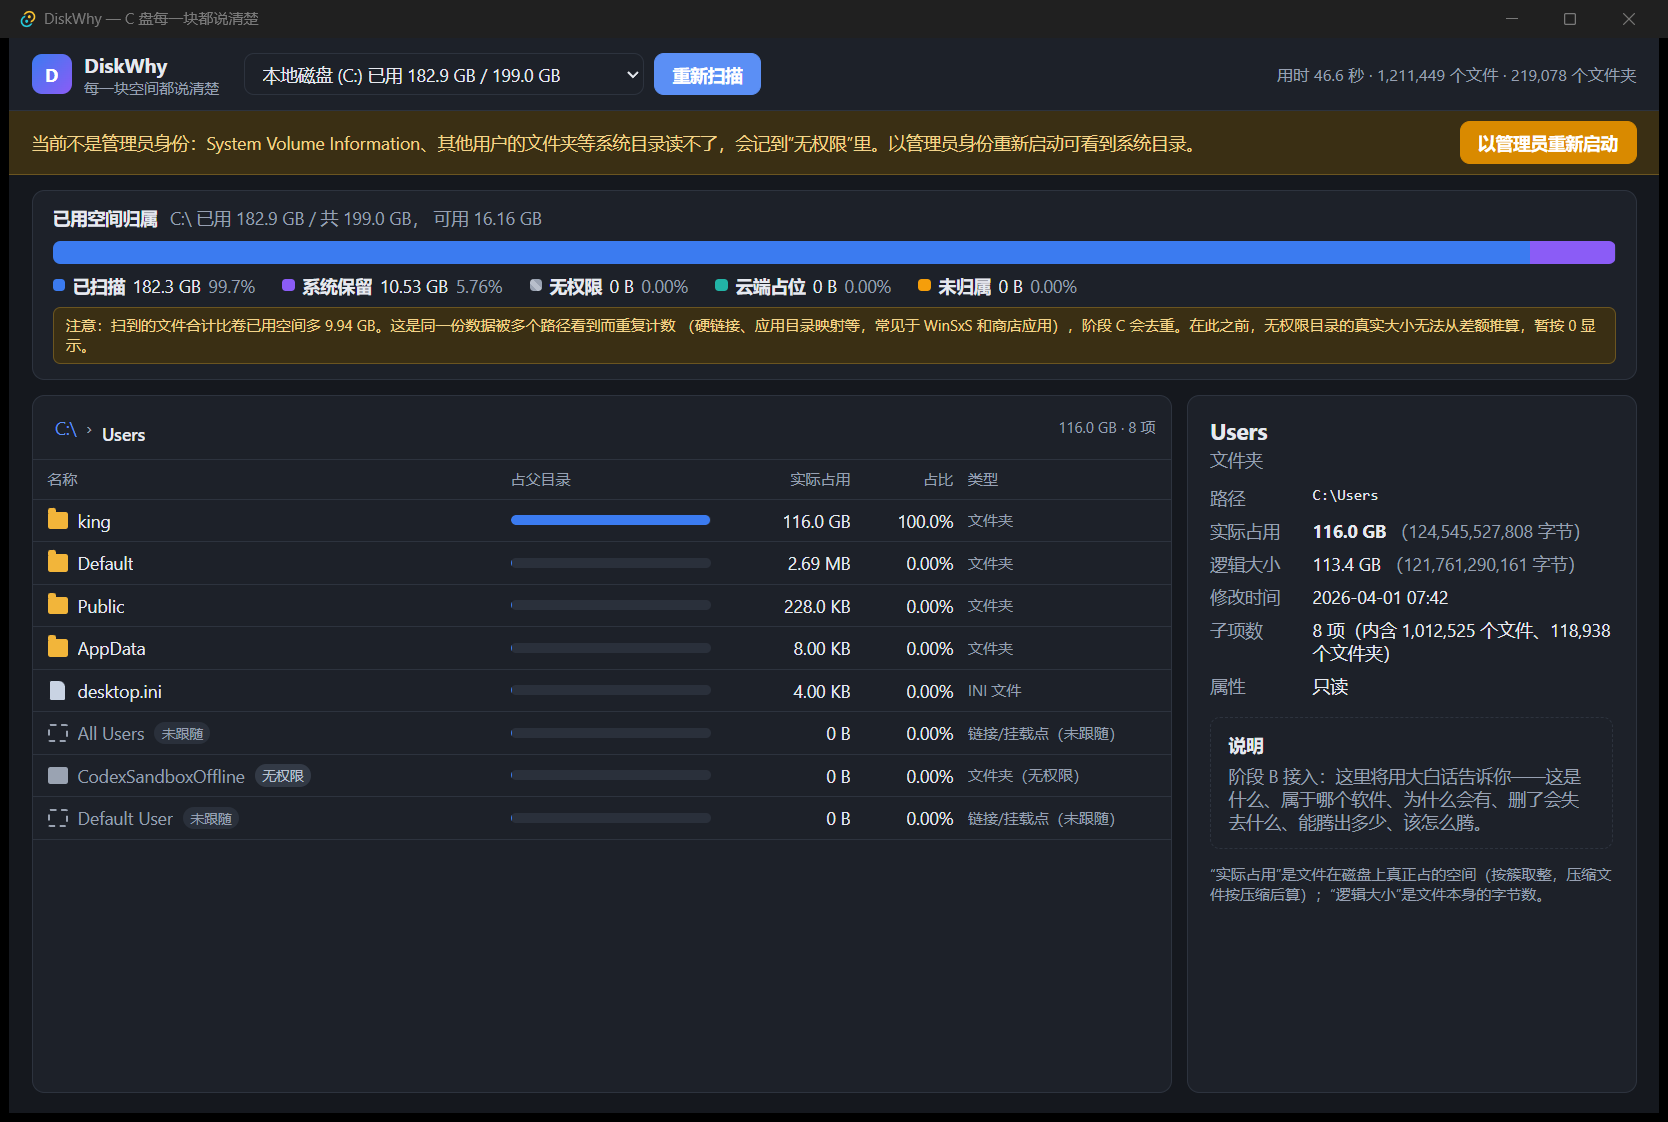 DiskWhy — C 盘每一块都说清楚
D
DiskWhy
每一块空间都说清楚
本地磁盘 (C:) 已用 182.9 GB / 199.0 GB
重新扫描
用时 46.6 秒 · 1,211,449 个文件 · 219,078 个文件夹
当前不是管理员身份：System Volume Information、其他用户的文件夹等系统目录读不了，会记到“无权限”里。以管理员身份重新启动可看到系统目录。
以管理员重新启动
已用空间归属 C:\ 已用 182.9 GB / 共 199.0 GB， 可用 16.16 GB
已扫描 182.3 GB 99.7% 系统保留 10.53 GB 5.76% 无权限 0 B 0.00% 云端占位 0 B 0.00% 未归属 0 B 0.00%
注意：扫到的文件合计比卷已用空间多 9.94 GB。这是同一份数据被多个路径看到而重复计数 （硬链接、应用目录映射等，常见于 WinSxS 和商店应用），阶段 C 会去重。在此之前，无权限目录的真实大小无法从差额推算，暂按 0 显
示。
C:\ › Users
116.0 GB · 8 项
名称 占父目录 实际占用 占比 类型
king 116.0 GB 100.0% 文件夹
Default 2.69 MB 0.00% 文件夹
Public 228.0 KB 0.00% 文件夹
AppData 8.00 KB 0.00% 文件夹
desktop.ini 4.00 KB 0.00% INI 文件
All Users 未跟随 0 B 0.00% 链接/挂载点（未跟随）
CodexSandboxOffline 无权限 0 B 0.00% 文件夹（无权限）
Default User 未跟随 0 B 0.00% 链接/挂载点（未跟随）
Users
文件夹
路径 C:\Users
实际占用 116.0 GB （124,545,527,808 字节）
逻辑大小 113.4 GB （121,761,290,161 字节）
修改时间 2026-04-01 07:42
子项数 8 项（内含 1,012,525 个文件、118,938
个文件夹）
属性 只读
说明
阶段 B 接入：这里将用大白话告诉你——这是
什么、属于哪个软件、为什么会有、删了会失
去什么、能腾出多少、该怎么腾。
“实际占用”是文件在磁盘上真正占的空间（按簇取整，压缩文
件按压缩后算）；“逻辑大小”是文件本身的字节数。